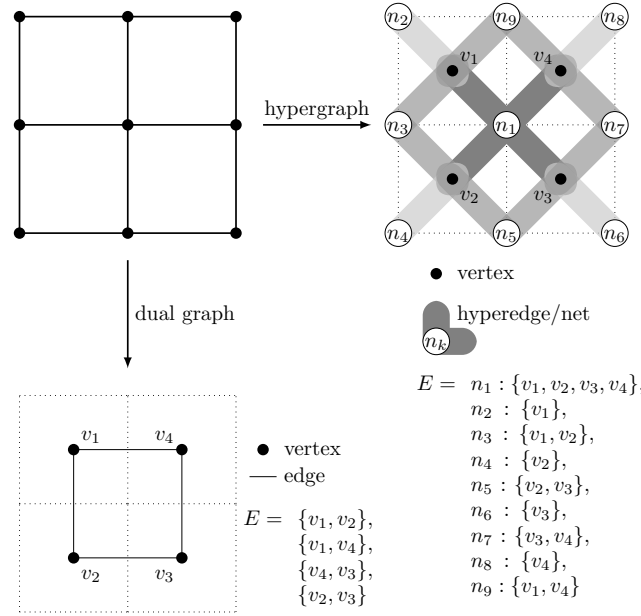 n₂ n₉ n₈
v₁ v₄
hypergraph
n₃ n₁ n₇
v₂ v₃
n₄ n₅ n₆
vertex
dual graph
hyperedge/net
nₖ
E = n₁ : {v₁, v₂, v₃, v₄},
n₂ : {v₁},
n₃ : {v₁, v₂},
n₄ : {v₂},
n₅ : {v₂, v₃},
n₆ : {v₃},
n₇ : {v₃, v₄},
n₈ : {v₄},
n₉ : {v₁, v₄}
v₁ v₄
v₂ v₃
vertex
edge
E = {v₁, v₂},
{v₁, v₄},
{v₄, v₃},
{v₂, v₃}